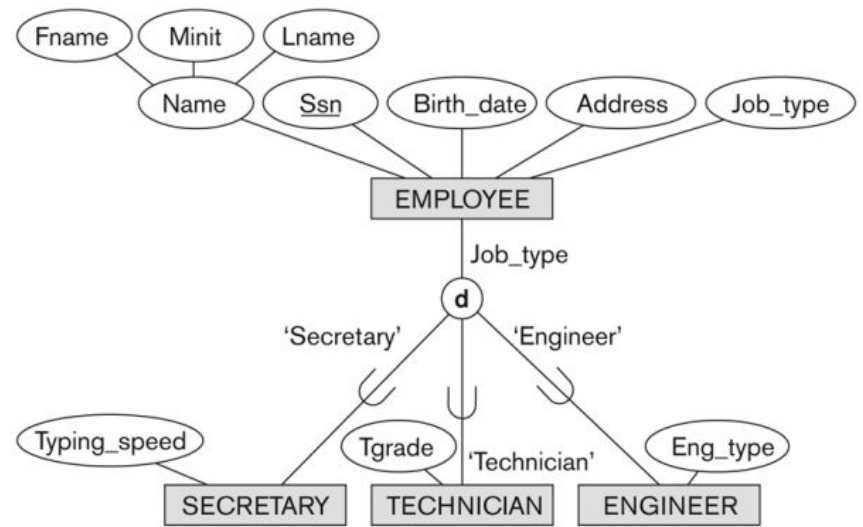 Fname Minit Lname
Name Ssn Birth_date Address Job_type
EMPLOYEE
Job_type
d
‘Secretary’ ‘Engineer’
Typing_speed Tgrade ‘Technician’ Eng_type
SECRETARY TECHNICIAN ENGINEER